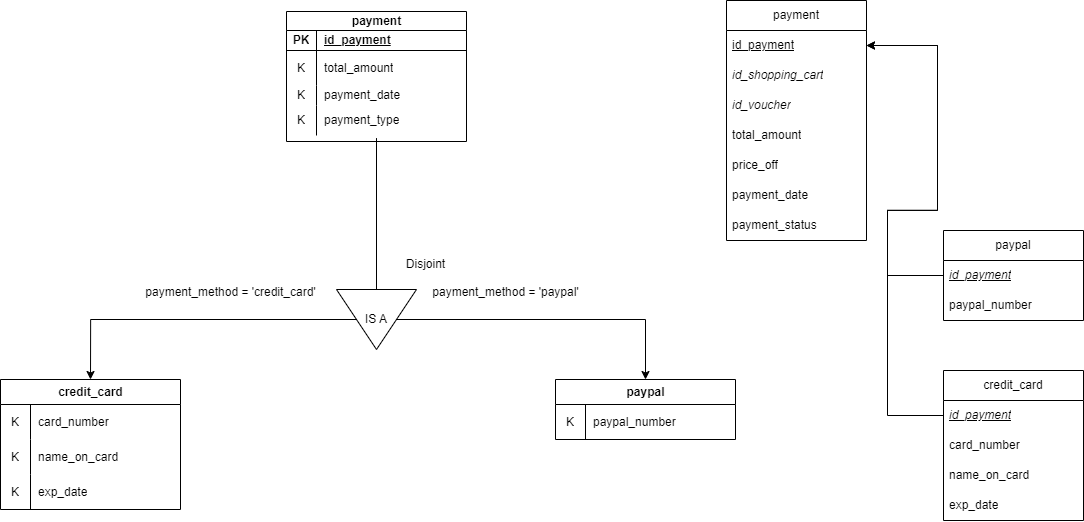 payment
PK id_payment
K total_amount
K payment_date
K payment_type
Disjoint
payment_method = 'credit_card'
payment_method = 'paypal'
IS A
credit_card
K card_number
K name_on_card
K exp_date
paypal
K paypal_number
payment
id_payment
id_shopping_cart
id_voucher
total_amount
price_off
payment_date
payment_status
paypal
id_payment
paypal_number
credit_card
id_payment
card_number
name_on_card
exp_date